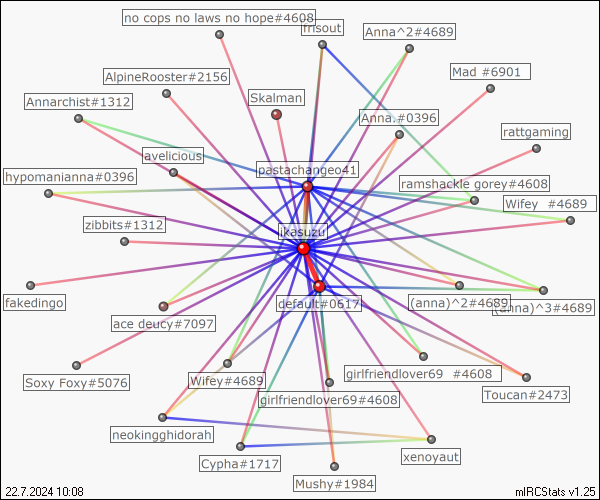 no cops no laws no hope#4608
frisout
Anna^2#4689
Mad #6901
AlpineRooster#2156
Skalman
Annarchist#1312
Anna#0396
rattgaming
avelicious
pastachangeo41
hypomanianna#0396
ramshackle gorey#4608
Wifey #4689
zibbits#1312
ikasuzu
fakedingo
default#0617
(anna)^2#4689
(anna)^3#4689
ace deucy#7097
Soxy Foxy#5076
Wifey#4689
girlfriendlover69 #4608
girlfriendlover69#4608
Toucan#2473
neokingghidorah
Cypha#1717
xenoyaut
Mushy#1984
22.7.2024 10:08
mIRCStats v1.25